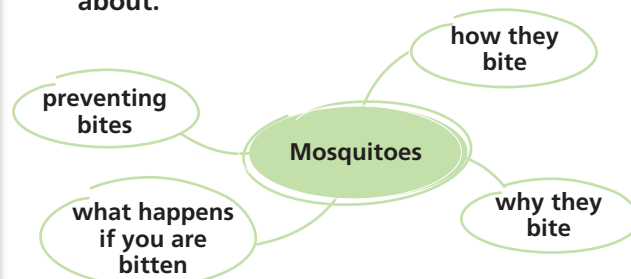 about.
how they
bite
preventing
bites
Mosquitoes
why they
bite
what happens
if you are
bitten